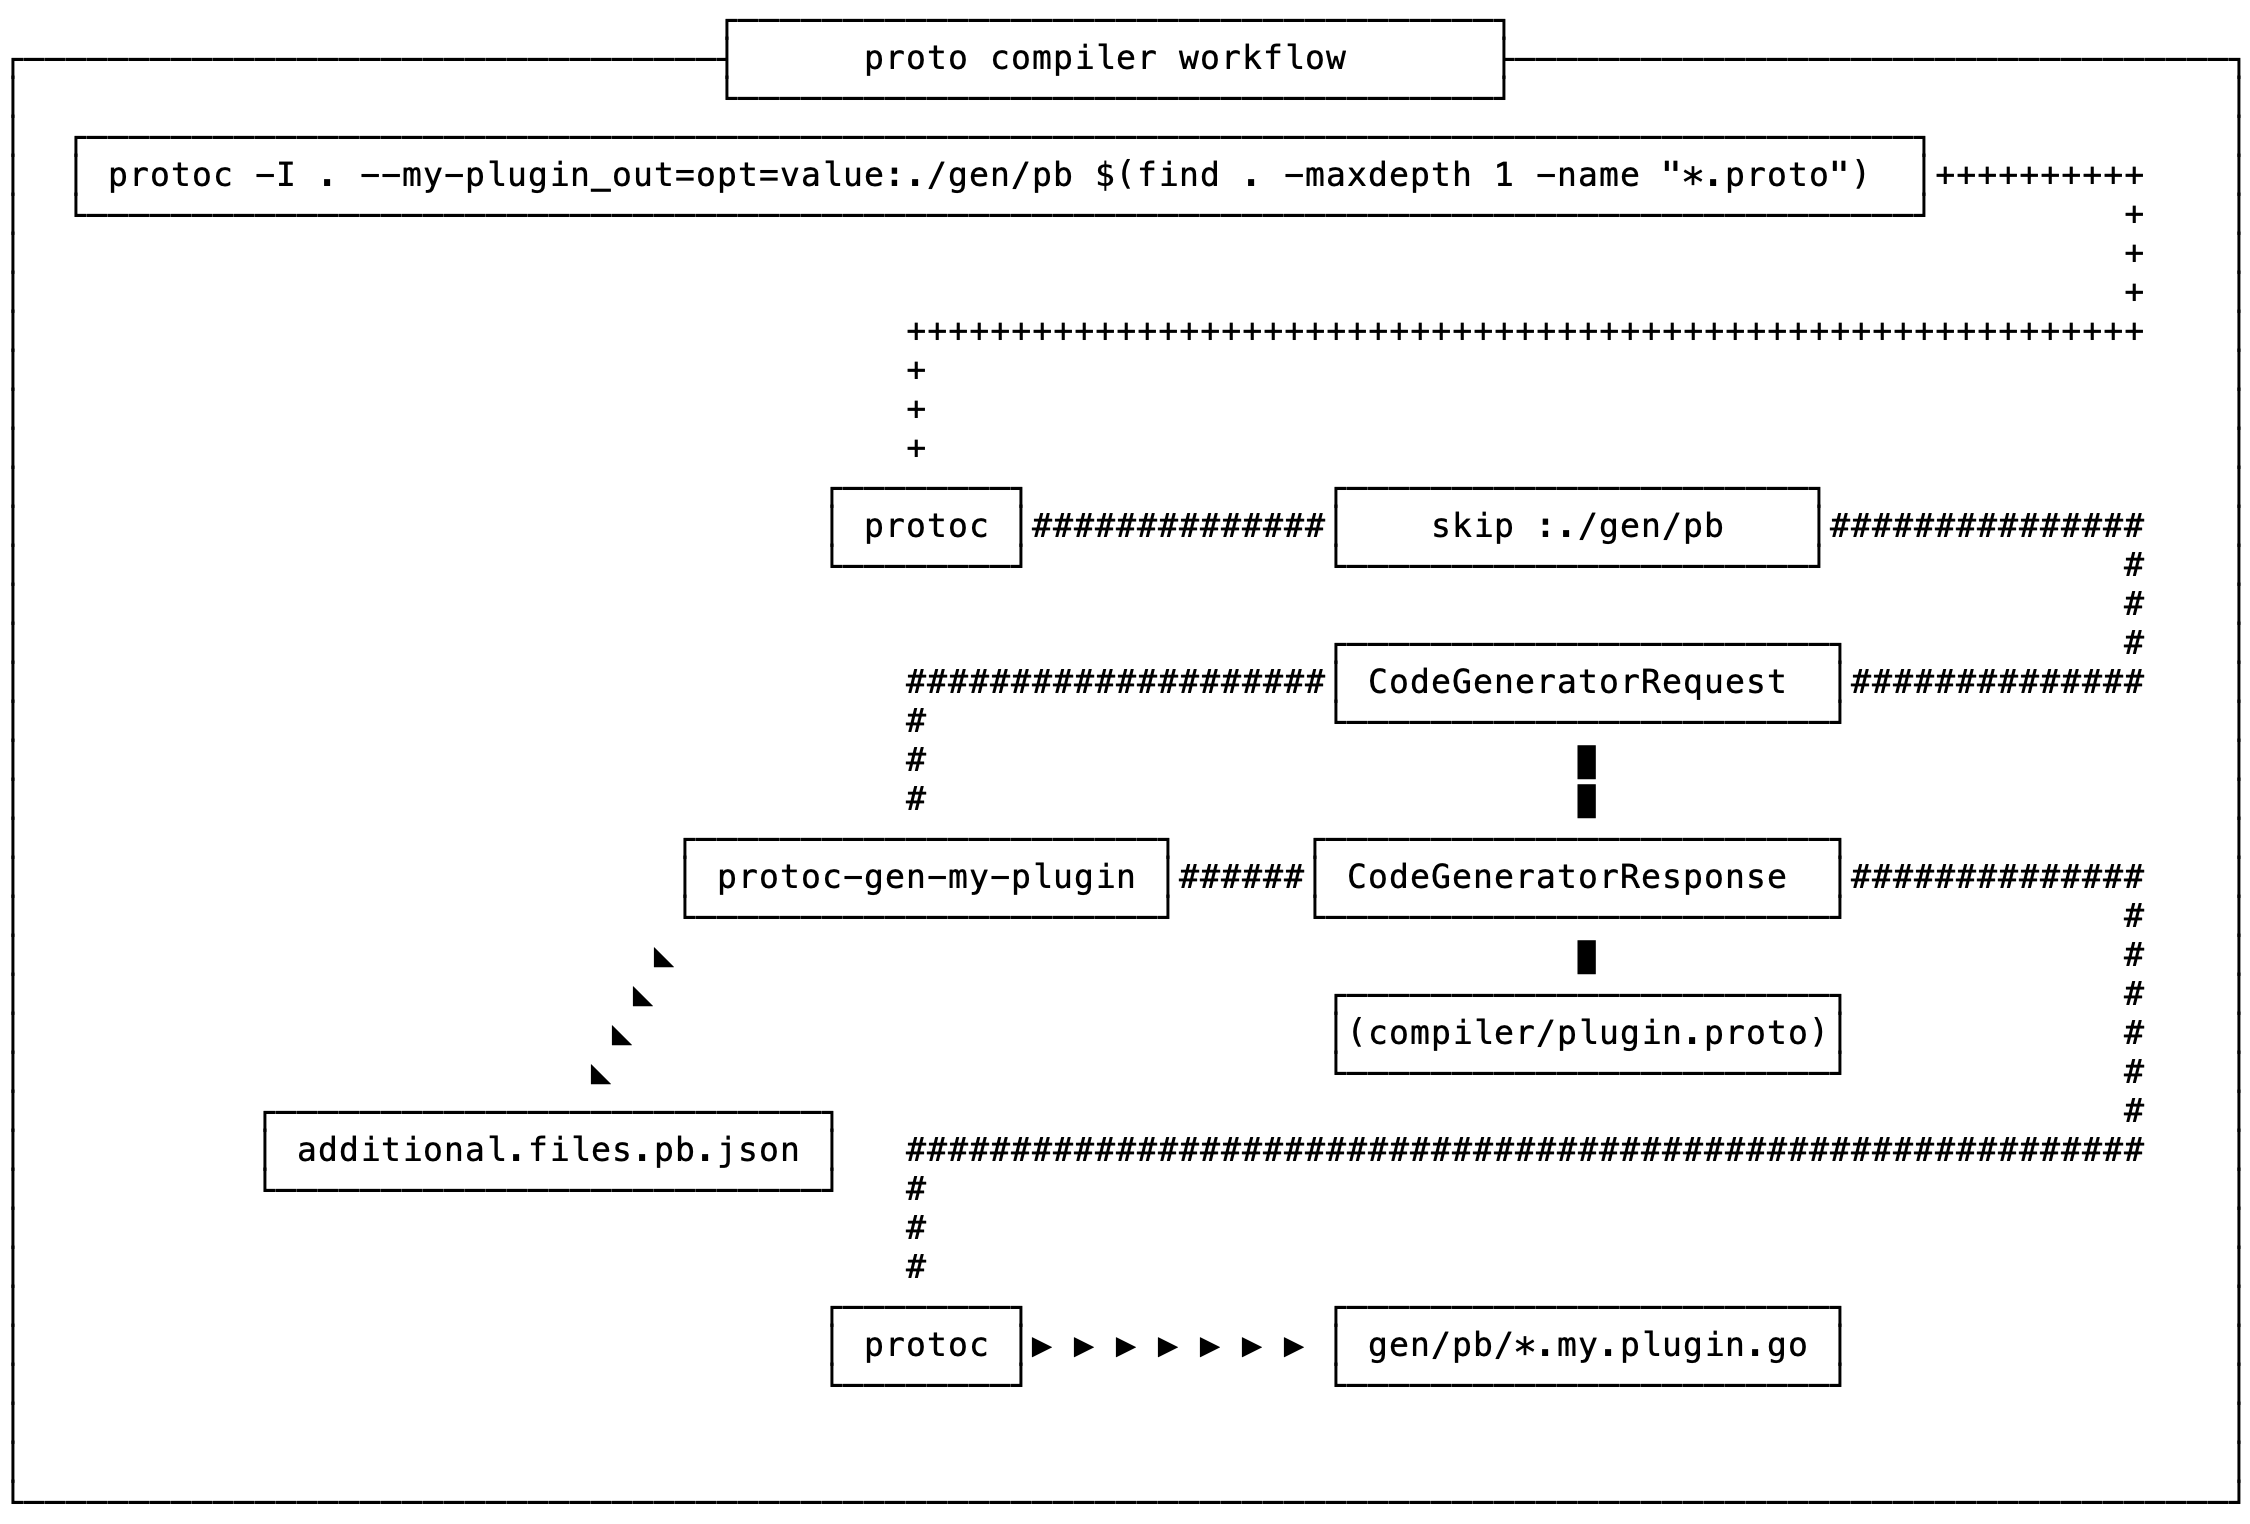 proto compiler workflow
protoc -I . --my-plugin_out=opt=value:./gen/pb $(find . -maxdepth 1 -name "*.proto") ++++++++++
+
+
+
+++++++++++++++++++++++++++++++++++++++++++++++++++++++++++
+
+
+
protoc ############## skip :./gen/pb ###############
#
#
#
#################### CodeGeneratorRequest ##############
#
# █
# █
protoc-gen-my-plugin ###### CodeGeneratorResponse ##############
#
◣ █ #
◣ #
◣ (compiler/plugin.proto) #
◣ #
#
additional.files.pb.json ###########################################################
#
#
#
protoc ▶ ▶ ▶ ▶ ▶ ▶ ▶ gen/pb/*.my.plugin.go